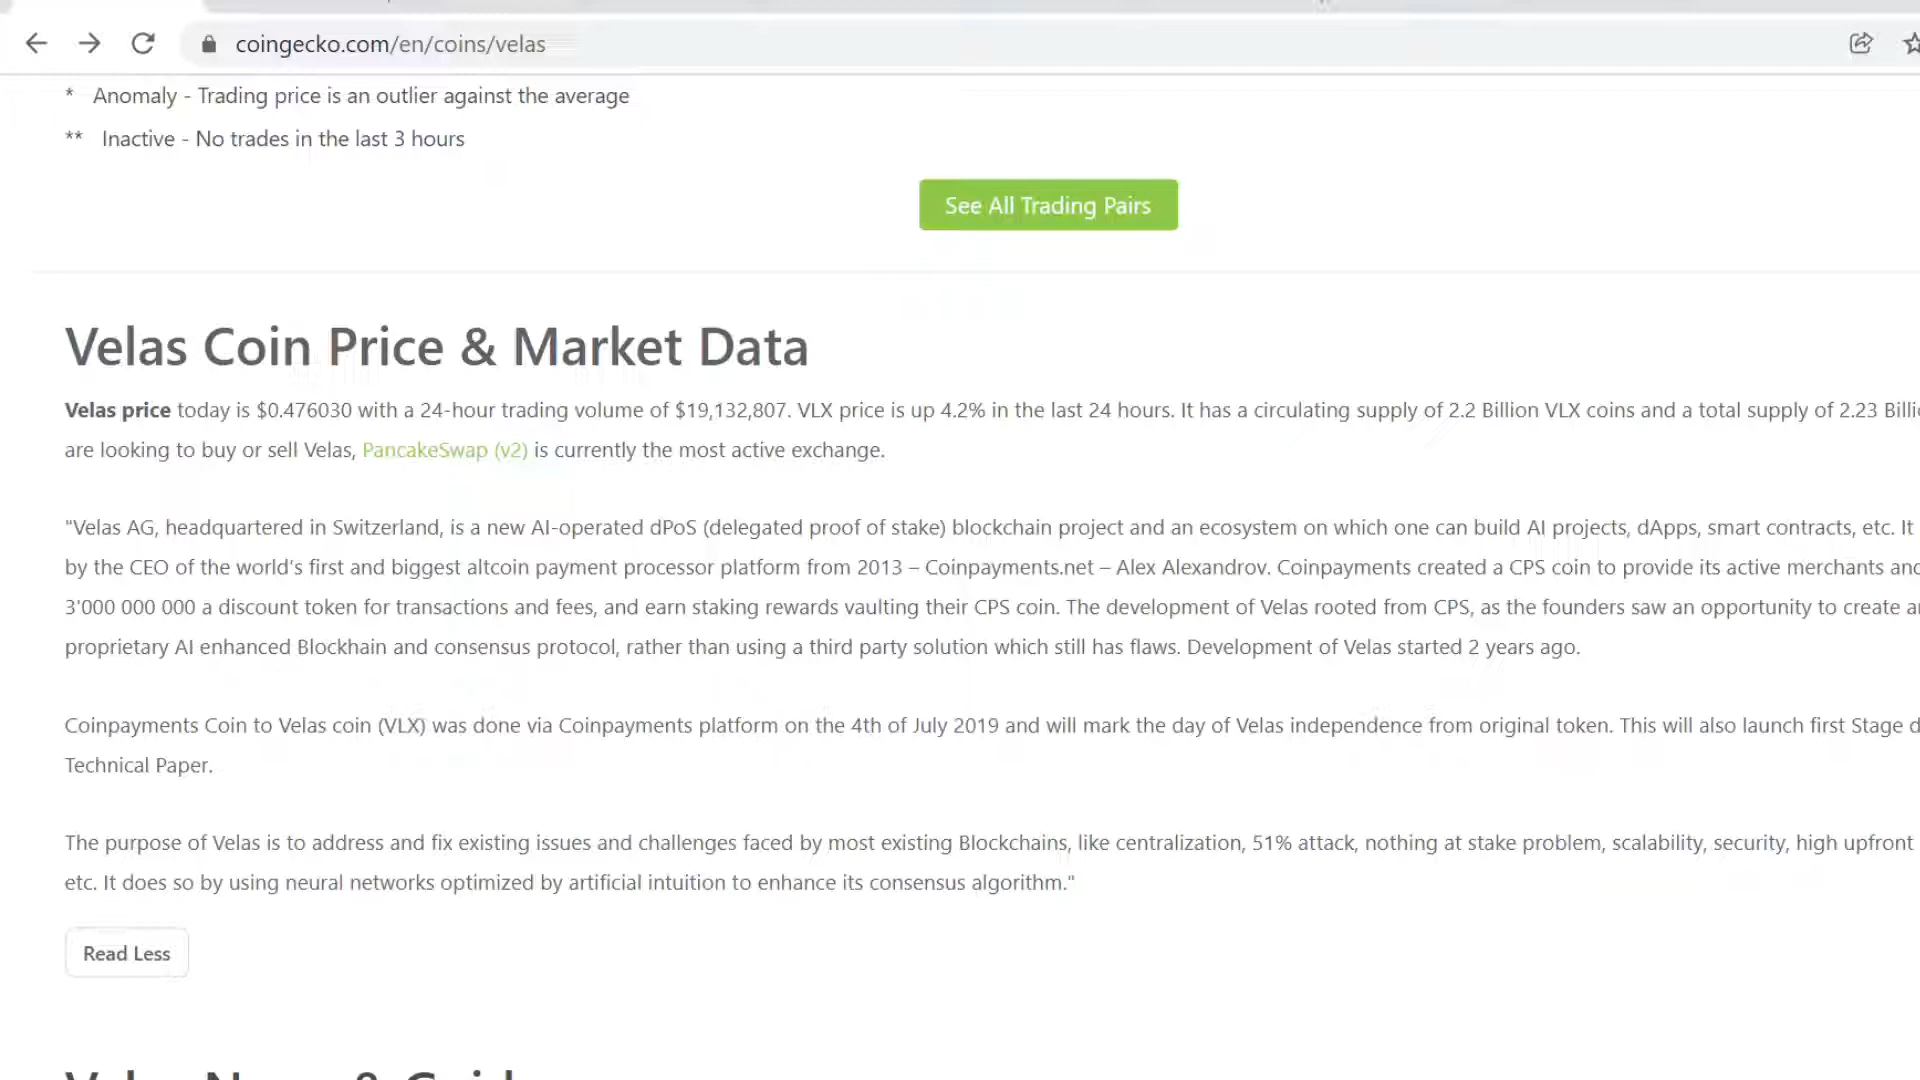 coingecko.com/en/coins/velas
* Anomaly - Trading price is an outlier against the average
** Inactive - No trades in the last 3 hours
See All Trading Pairs
Velas Coin Price & Market Data
Velas price today is $0.476030 with a 24-hour trading volume of $19,132,807. VLX price is up 4.2% in the last 24 hours. It has a circulating supply of 2.2 Billion VLX coins and a total supply of 2.23
are looking to buy or sell Velas, PancakeSwap (v2) is currently the most active exchange.
"Velas AG, headquartered in Switzerland, is a new AI-operated dPoS (delegated proof of stake) blockchain project and an ecosystem on which one can build AI projects, dApps, smart contracts, etc. It
by the CEO of the world's first and biggest altcoin payment processor platform from 2013 – Coinpayments.net – Alex Alexandrov. Coinpayments created a CPS coin to provide its active merchants
3'000 000 000 a discount token for transactions and fees, and earn staking rewards vaulting their CPS coin. The development of Velas rooted from CPS, as the founders saw an opportunity to create
proprietary AI enhanced Blockhain and consensus protocol, rather than using a third party solution which still has flaws. Development of Velas started 2 years ago.
Coinpayments Coin to Velas coin (VLX) was done via Coinpayments platform on the 4th of July 2019 and will mark the day of Velas independence from original token. This will also launch first Stage
Technical Paper.
The purpose of Velas is to address and fix existing issues and challenges faced by most existing Blockchains, like centralization, 51% attack, nothing at stake problem, scalability, security, high upfront
etc. It does so by using neural networks optimized by artificial intuition to enhance its consensus algorithm."
Read Less